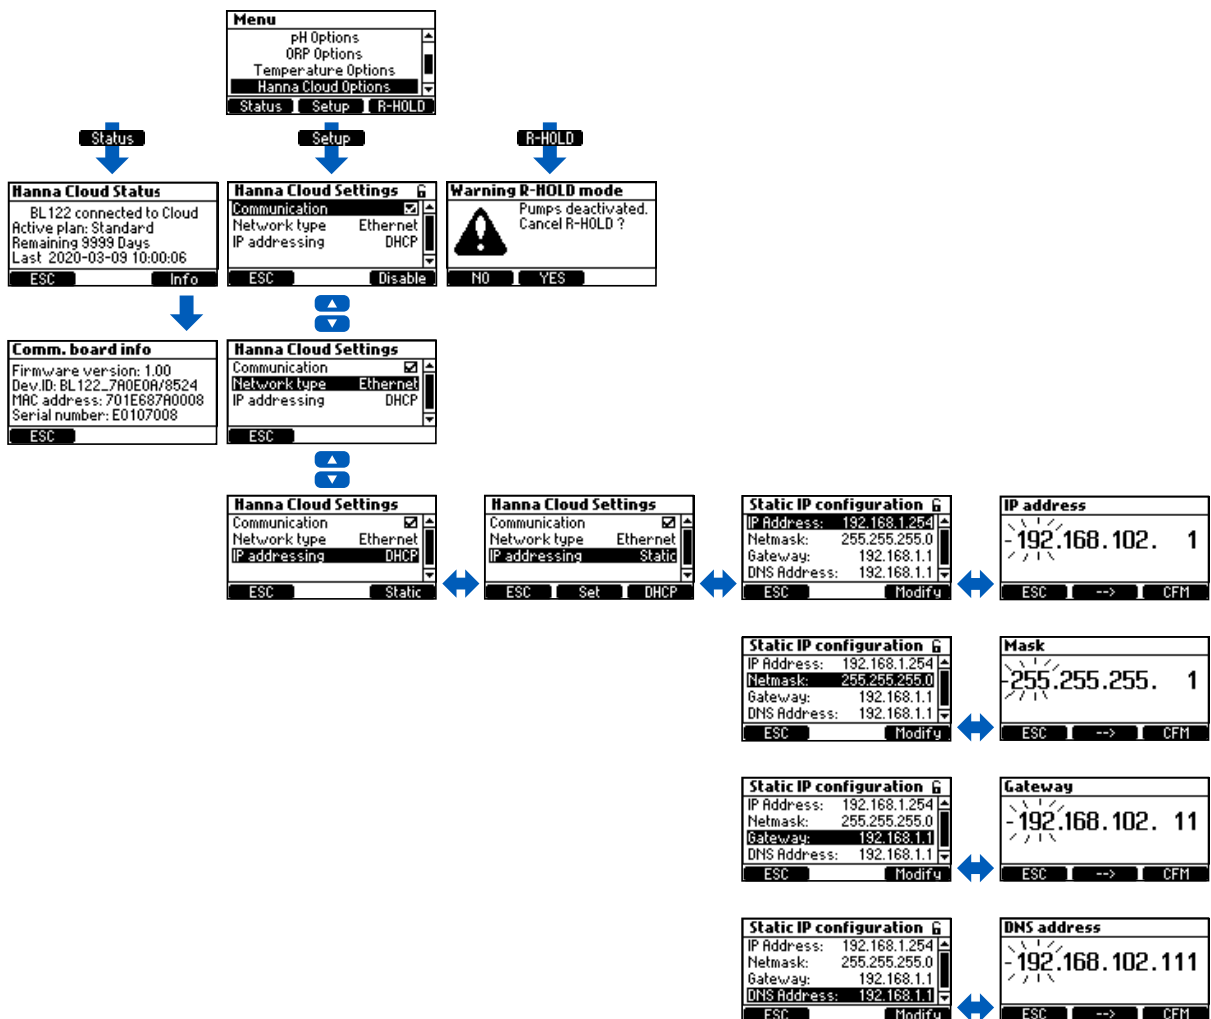 Menu
pH Options
ORP Options
Temperature Options
Hanna Cloud Options
Status Setup R-HOLD
Status
Setup
R-HOLD
Hanna Cloud Status
BL122 connected to Cloud
Active plan: Standard
Remaining 9999 Days
Last 2020-03-09 10:00:06
ESC Info
Hanna Cloud Settings
Communication
Network type Ethernet
IP addressing DHCP
ESC Disable
Warning R-HOLD mode
Pumps deactivated.
Cancel R-HOLD ?
NO YES
Comm. board info
Firmware version: 1.00
Dev.ID: BL122_7A0E0A/8524
MAC address: 701E687A0008
Serial number: E0107008
ESC
Hanna Cloud Settings
Communication
Network type Ethernet
IP addressing DHCP
ESC
Hanna Cloud Settings
Communication
Network type Ethernet
IP addressing DHCP
ESC Static
Hanna Cloud Settings
Communication
Network type Ethernet
IP addressing Static
ESC Set DHCP
Static IP configuration
IP Address: 192.168.1.254
Netmask: 255.255.255.0
Gateway: 192.168.1.1
DNS Address: 192.168.1.1
ESC Modify
IP address
192.168.102. 1
ESC --> CFM
Static IP configuration
IP Address: 192.168.1.254
Netmask: 255.255.255.0
Gateway: 192.168.1.1
DNS Address: 192.168.1.1
ESC Modify
Mask
255.255.255. 1
ESC --> CFM
Static IP configuration
IP Address: 192.168.1.254
Netmask: 255.255.255.0
Gateway: 192.168.1.1
DNS Address: 192.168.1.1
ESC Modify
Gateway
192.168.102. 11
ESC --> CFM
Static IP configuration
IP Address: 192.168.1.254
Netmask: 255.255.255.0
Gateway: 192.168.1.1
DNS Address: 192.168.1.1
ESC Modify
DNS address
192.168.102.111
ESC --> CFM